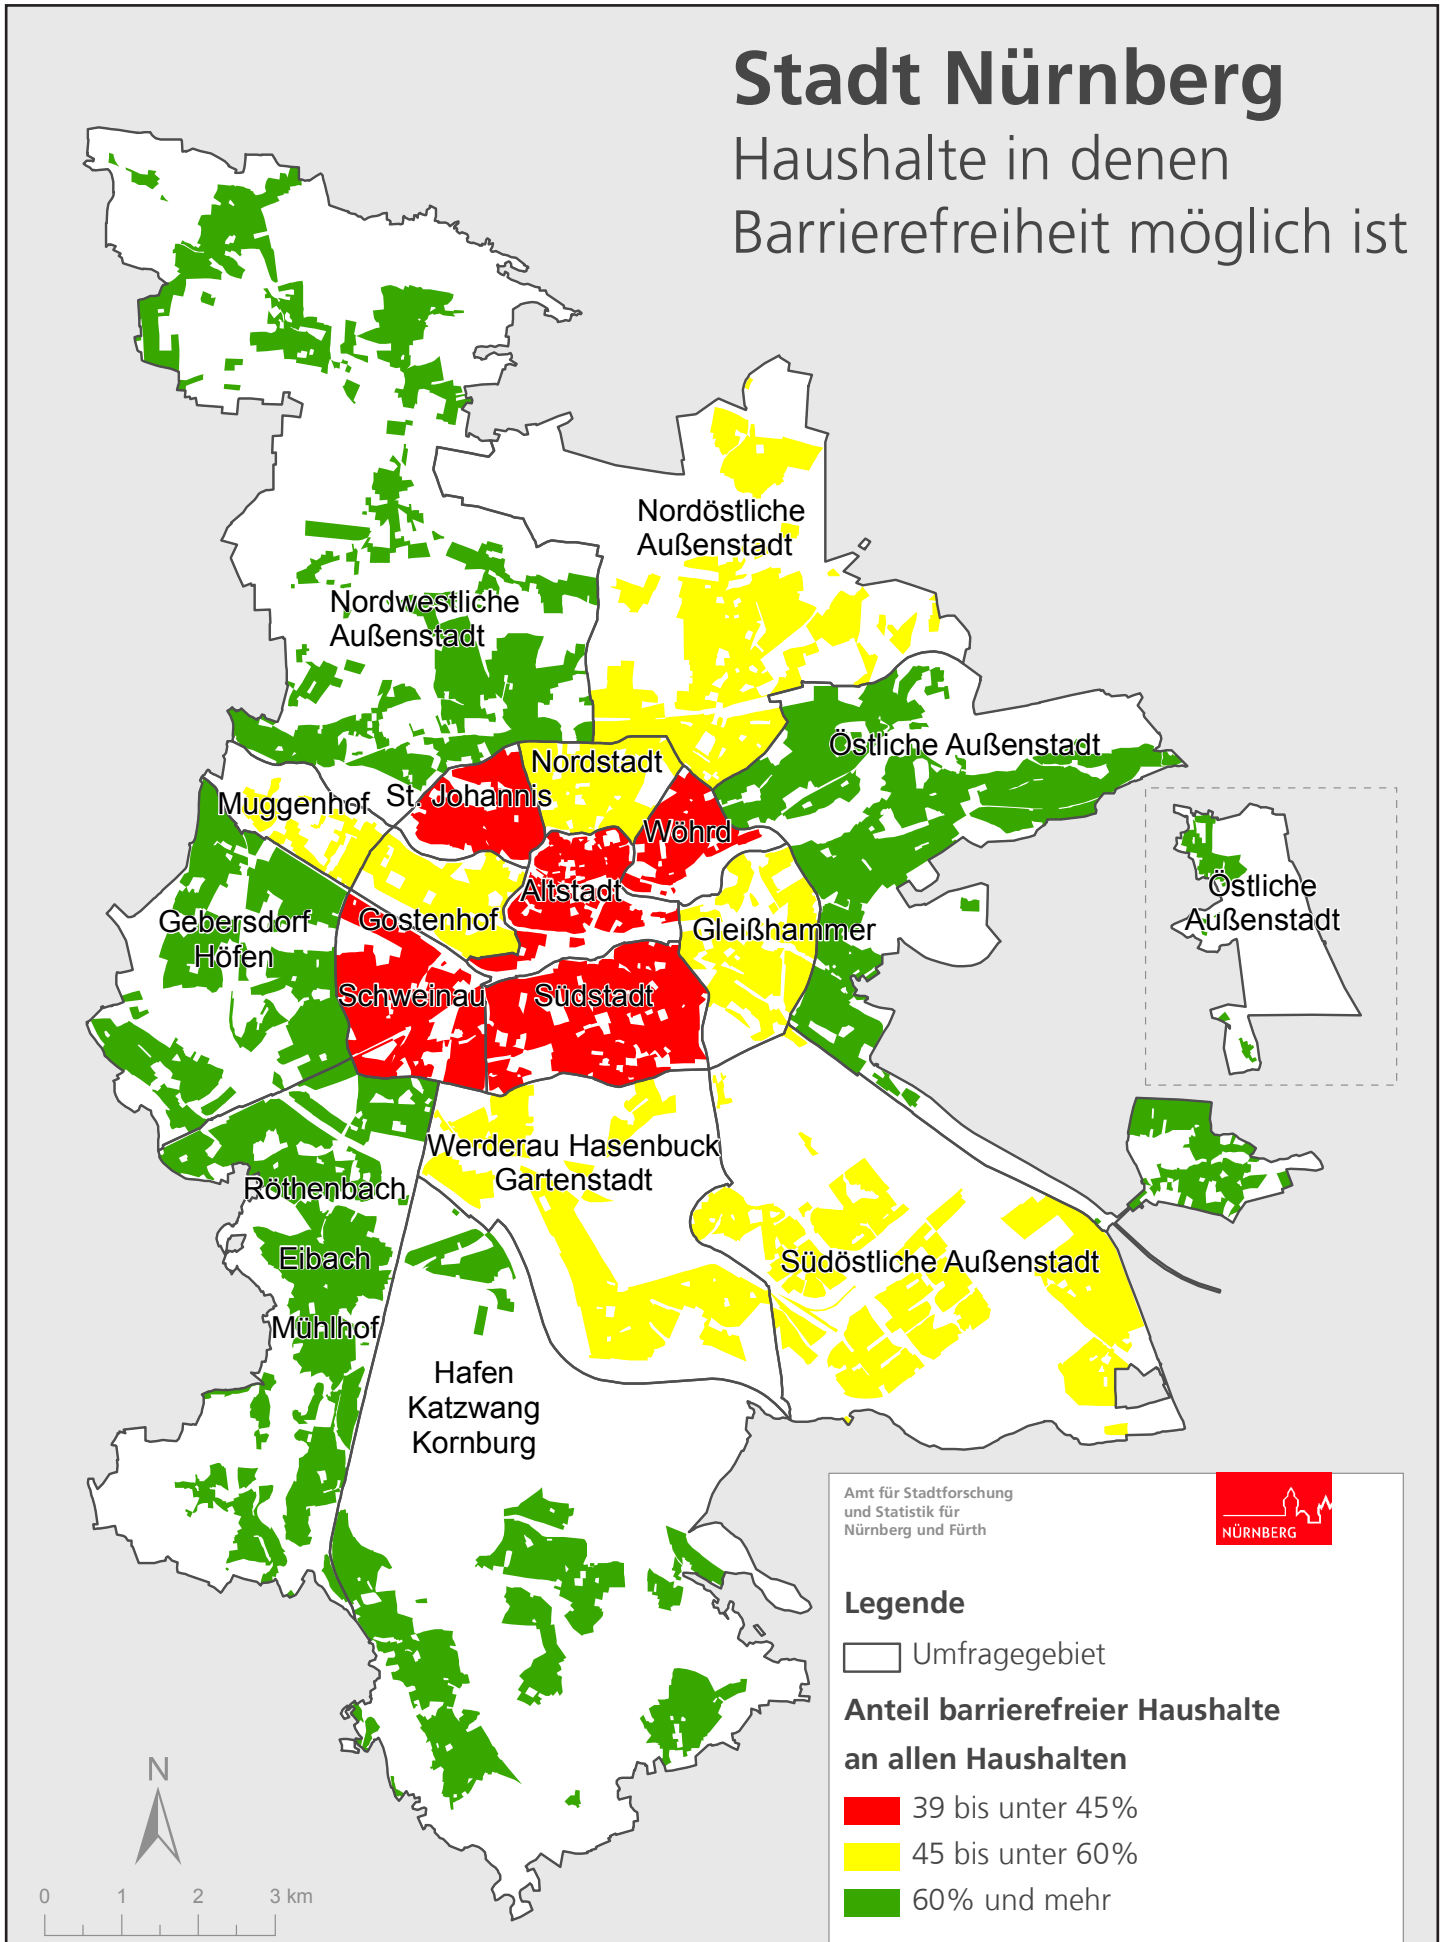 Stadt Nürnberg
Haushalte in denen
Barrierefreiheit möglich ist
Nordöstliche
Außenstadt
Nordwestliche
Außenstadt
Östliche Außenstadt
Nordstadt
St. Johannis
Muggenhof
Wöhrd
Altstadt
Östliche
Außenstadt
Gostenhof
Gebersdorf
Höfen
Gleißhammer
Schweinau
Südstadt
Werderau Hasenbuck
Gartenstadt
Röthenbach
Eibach
Mühlhof
Südöstliche Außenstadt
Hafen
Katzwang
Kornburg
Amt für Stadtforschung
und Statistik für
Nürnberg und Fürth
NÜRNBERG
Legende
Umfragegebiet
Anteil barrierefreier Haushalte
an allen Haushalten
39 bis unter 45%
45 bis unter 60%
60% und mehr
N
0 1 2 3 km